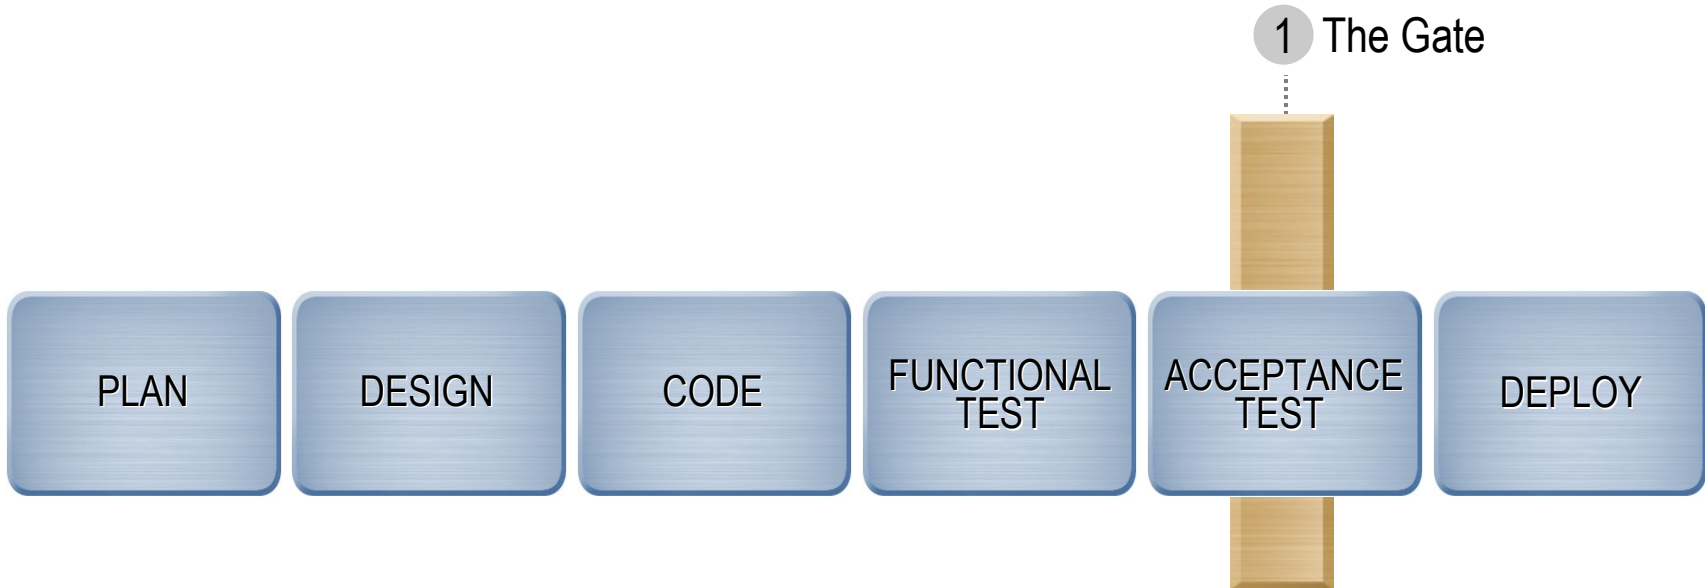 1 The Gate
PLAN
DESIGN
CODE
FUNCTIONAL
TEST
ACCEPTANCE
TEST
DEPLOY